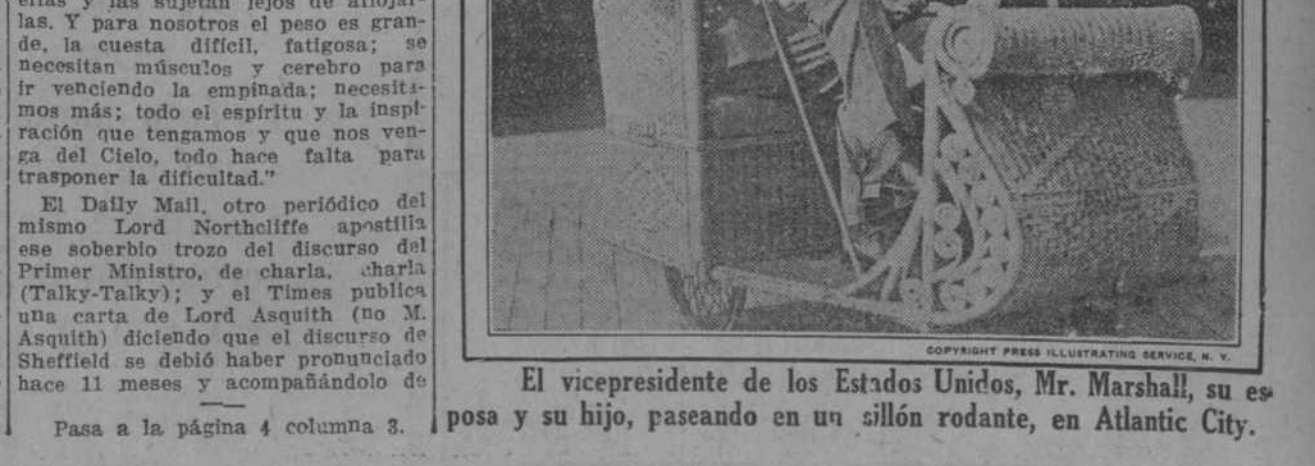 ellas y las sujetan lejos de aflojar-
las. Y para nosotros el peso es gran-
de, la cuesta difícil, fatigosa; se
necesitan músculos y cerebro para
ir venciendo la empinada; necesita-
mos más; todo el espíritu y la inspi-
ración que tengamos y que nos ven-
ga del Cielo, todo hace falta para
trasponer la dificultad."
El Daily Mail, otro periódico del
mismo Lord Northcliffe apostilla
ese soberbio trozo del discurso del
Primer Ministro, de charla, charla
(Talky-Talky); y el Times publica
una carta de Lord Asquith (no M.
Asquith) diciendo que el discurso de
Sheffield se debió haber pronunciado
hace 11 meses y acompañándolo de
Pasa a la página 4 columna 3.
COPYRIGHT PRESS ILLUSTRATING SERVICE, N. Y.
El vicepresidente de los Estados Unidos, Mr. Marshall, su es-
posa y su hijo, paseando en un sillón rodante, en Atlantic City.